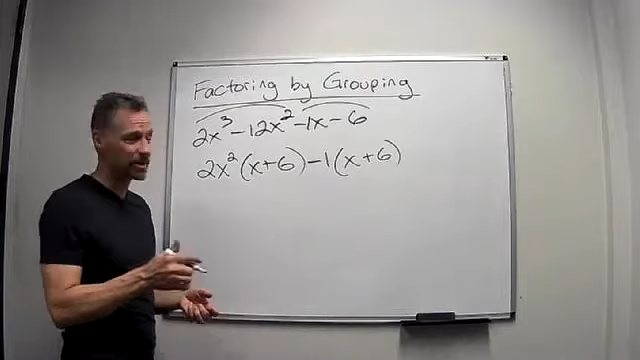 Factoring by Grouping
2x³ - 12x² - 1x - 6
2x² (x+6) - 1 (x+6)